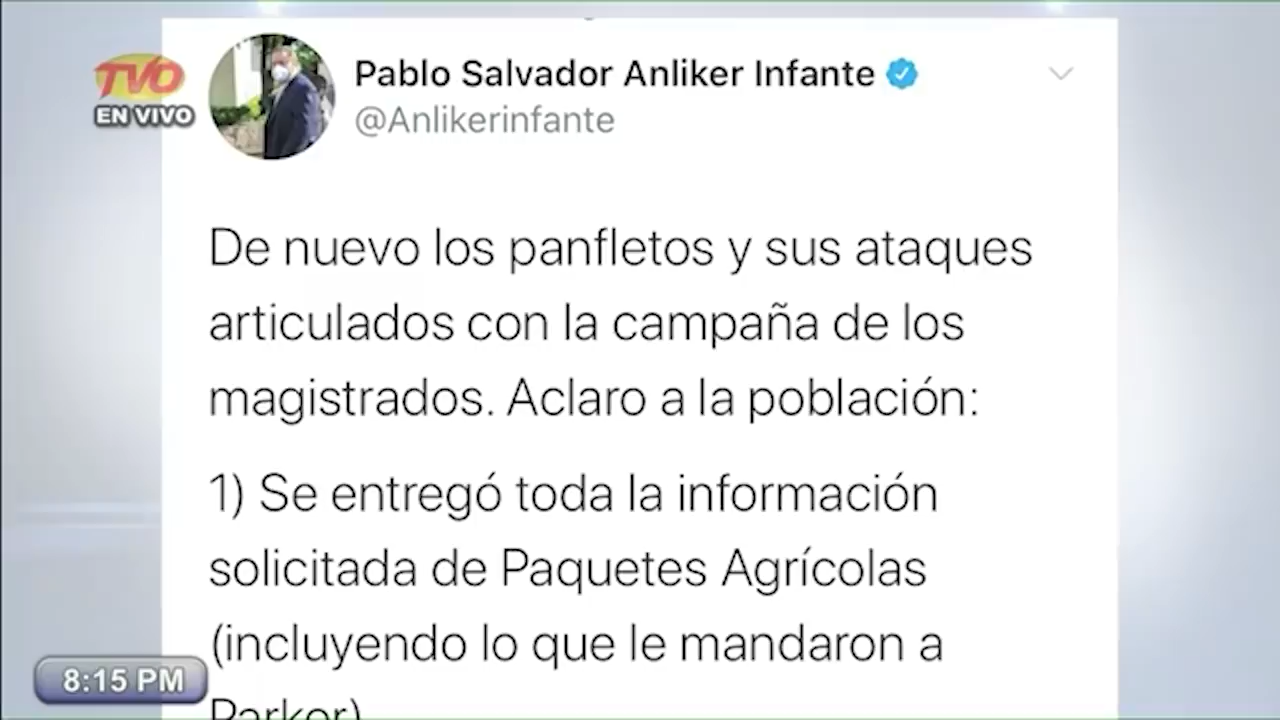 TVO
EN VIVO
Pablo Salvador Anliker Infante
@Anlikerinfante
De nuevo los panfletos y sus ataques
articulados con la campaña de los
magistrados. Aclaro a la población:
1) Se entregó toda la información
solicitada de Paquetes Agrícolas
(incluyendo lo que le mandaron a
Parker)
8:15 PM